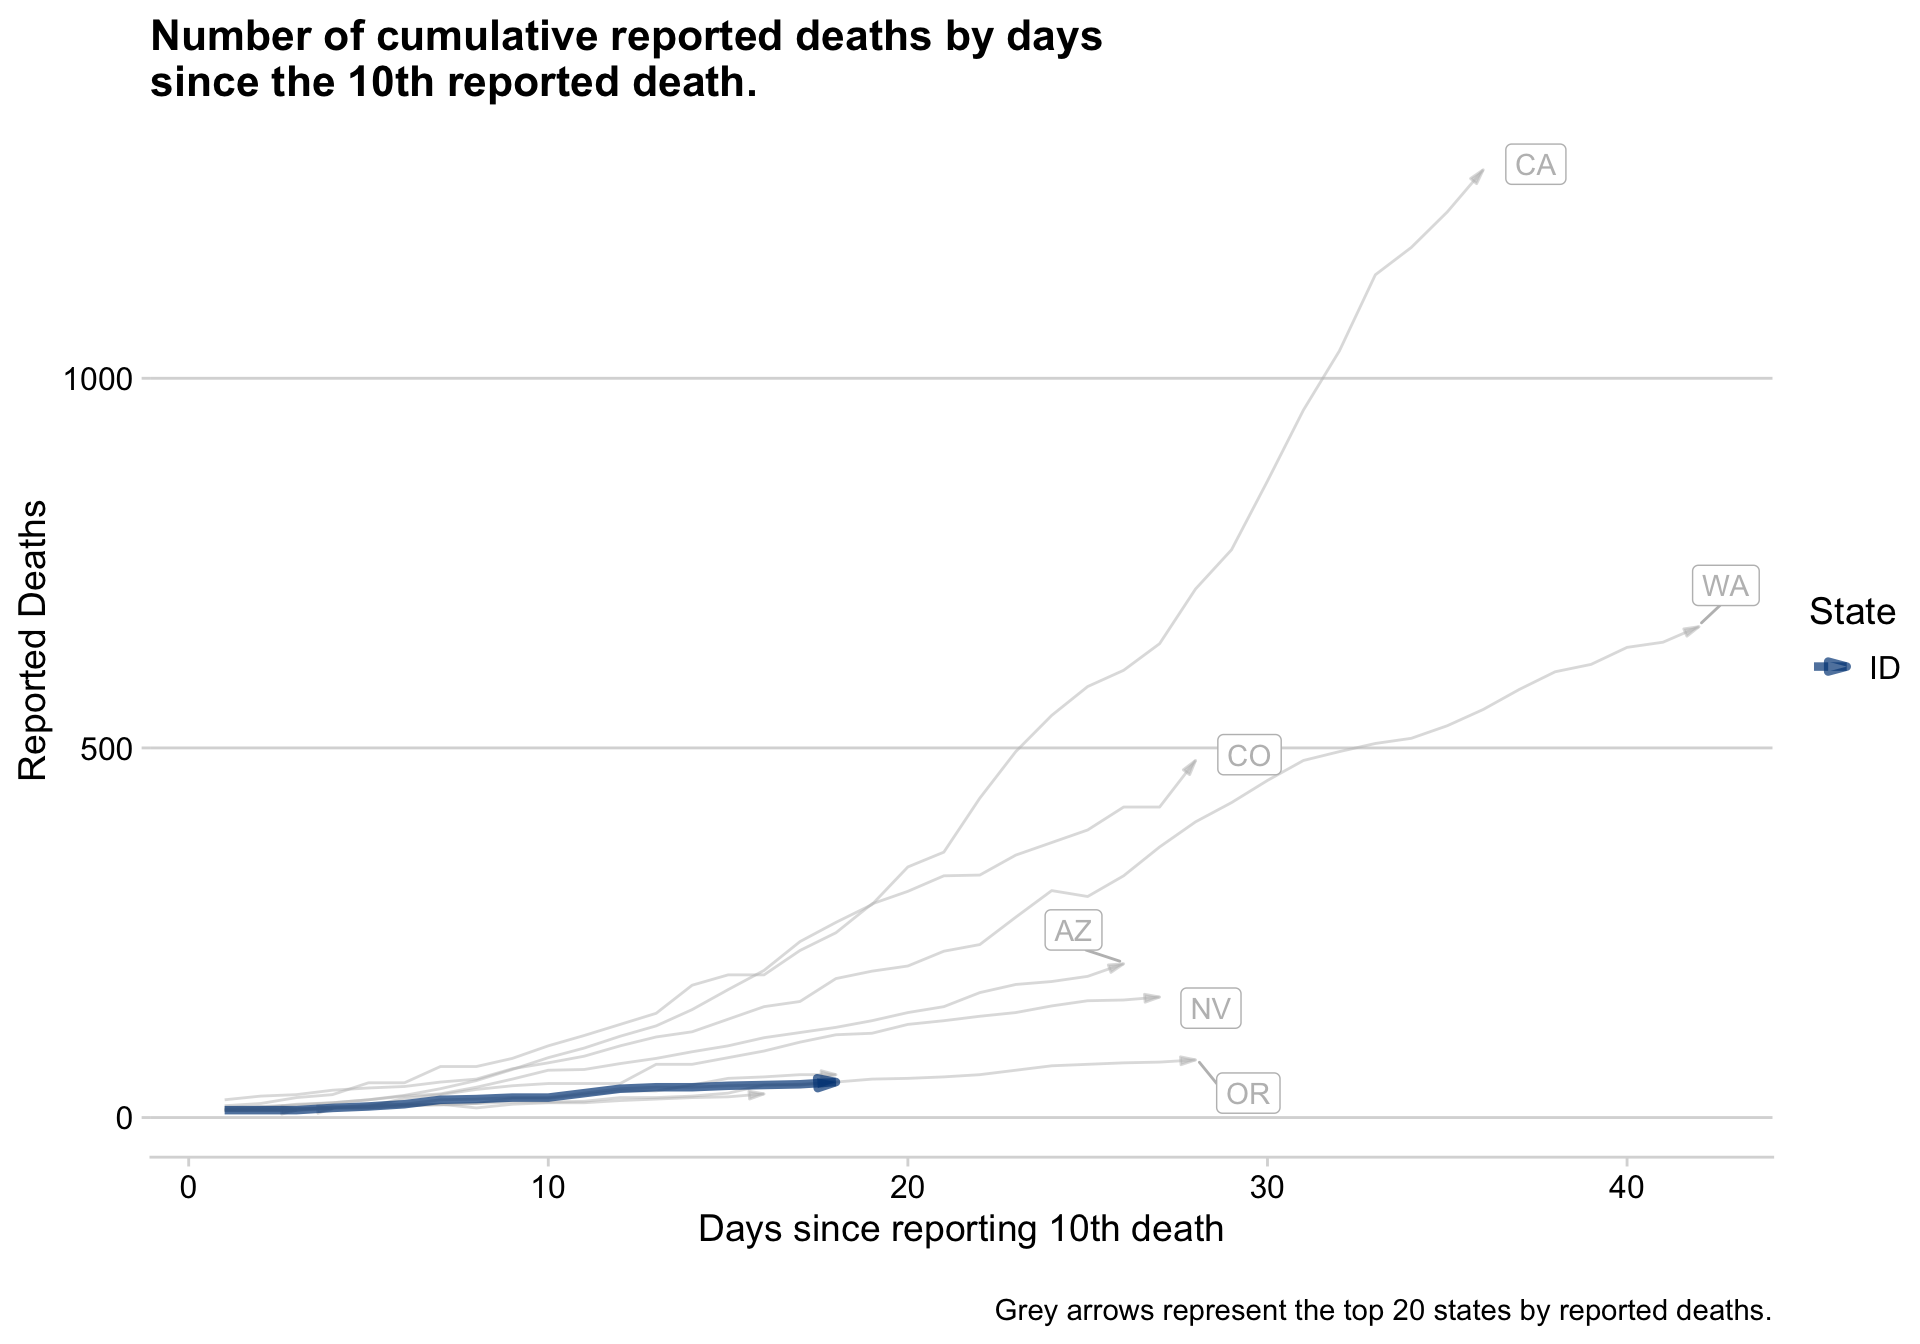 Number of cumulative reported deaths by days
since the 10th reported death.
CA
1000
WA
Reported Deaths
State
ID
500
CO
AZ
NV
OR
0
0 10 20 30 40
Days since reporting 10th death
Grey arrows represent the top 20 states by reported deaths.